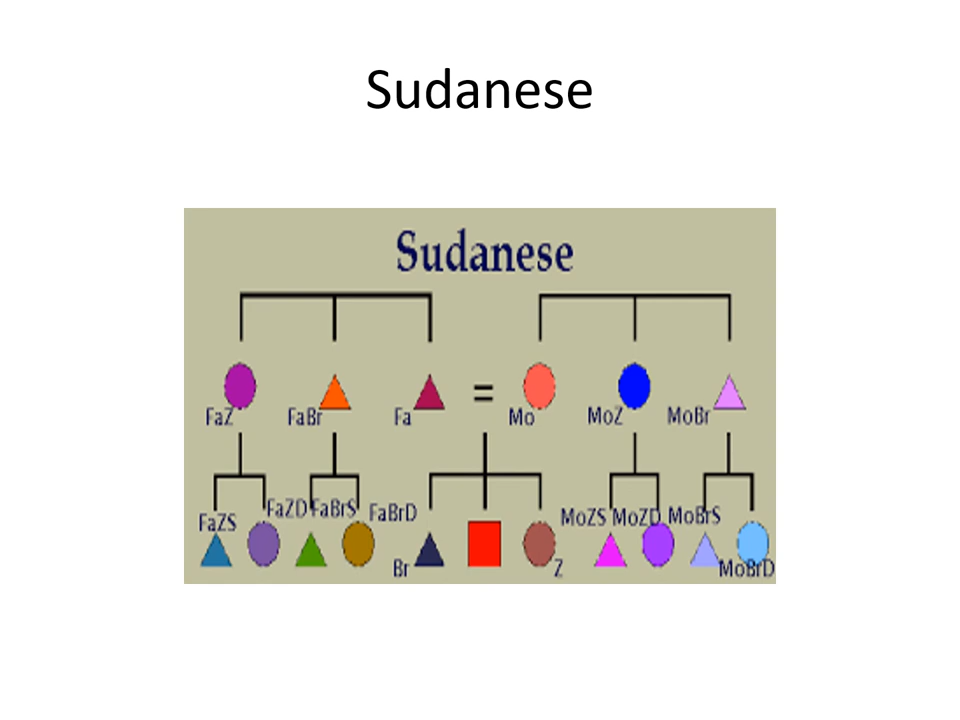 Sudanese
Sudanese
=
FaZ FaBr Fa Mo MoZ MoBr
FaZS FaZD FaBrS FaBrD Br Z MoZS MoZD MoBrS MoBrD